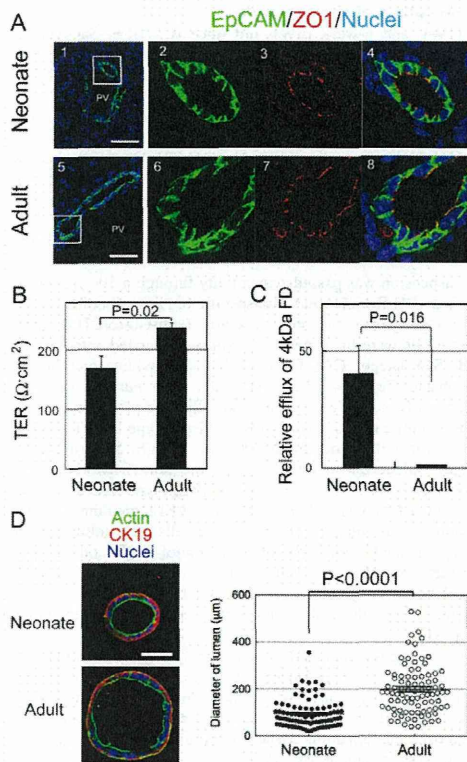 A
EpCAM/ZO1/Nuclei
Neonate
1
PV
2
3
4
Adult
5
PV
6
7
8
B
P=0.02
TER (Ω·cm²)
200
100
0
Neonate
Adult
C
P=0.016
Relative efflux of 4kDa FD
50
0
Neonate
Adult
D
Actin
CK19
Nuclei
Neonate
Adult
P<0.0001
Diameter of lumen (μm)
600
400
200
0
Neonate
Adult